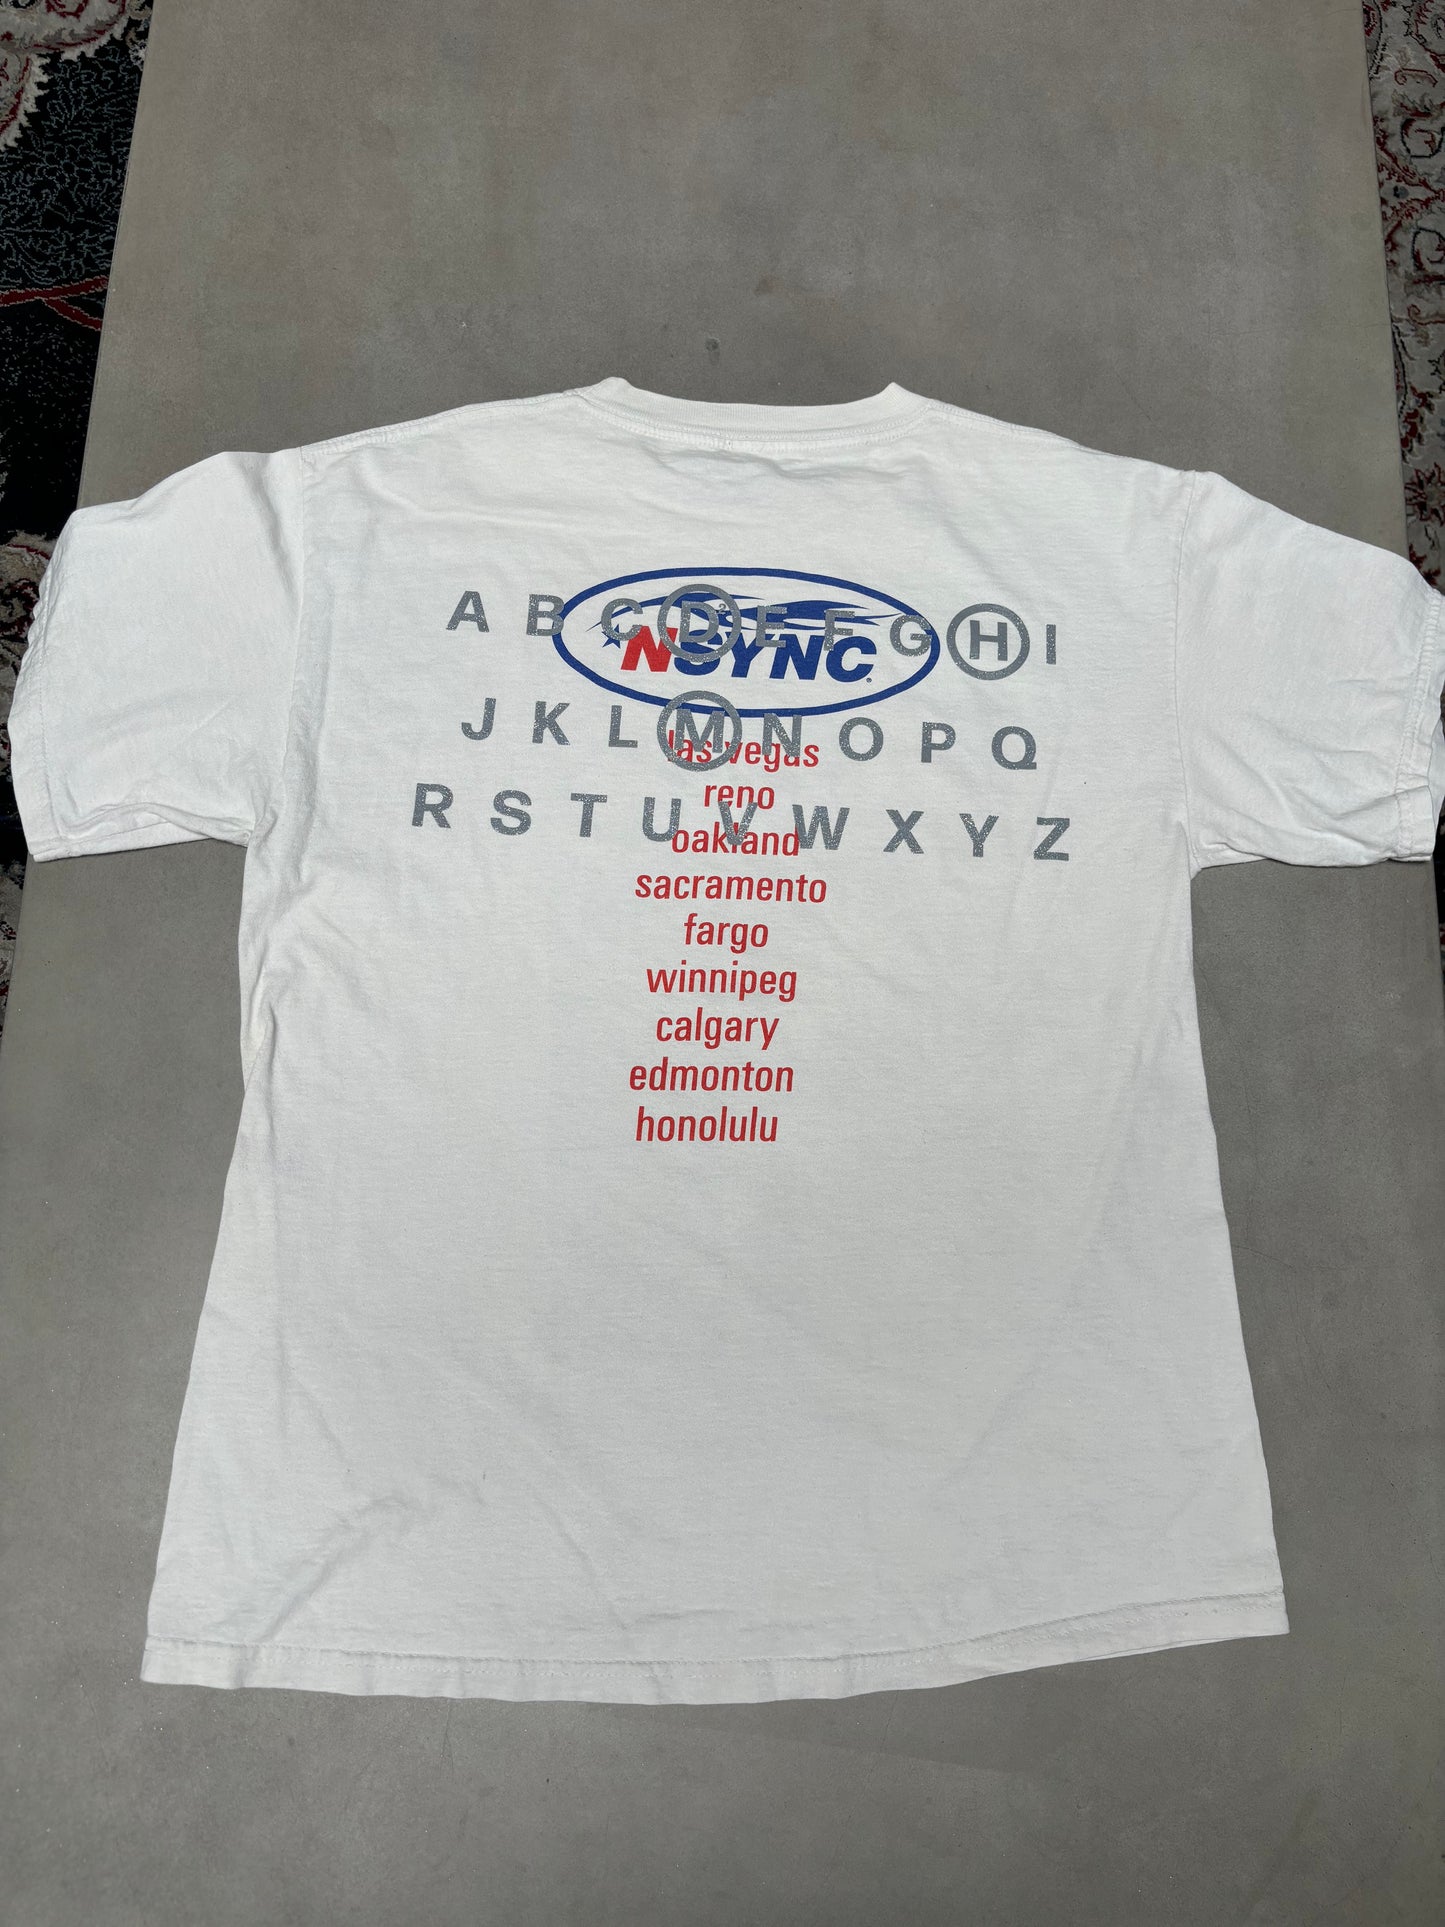 A B C D E F G H I
*NSYNC
J K L M N O P Q
las vegas
reno
R S T U V W X Y Z
oakland
sacramento
fargo
winnipeg
calgary
edmonton
honolulu